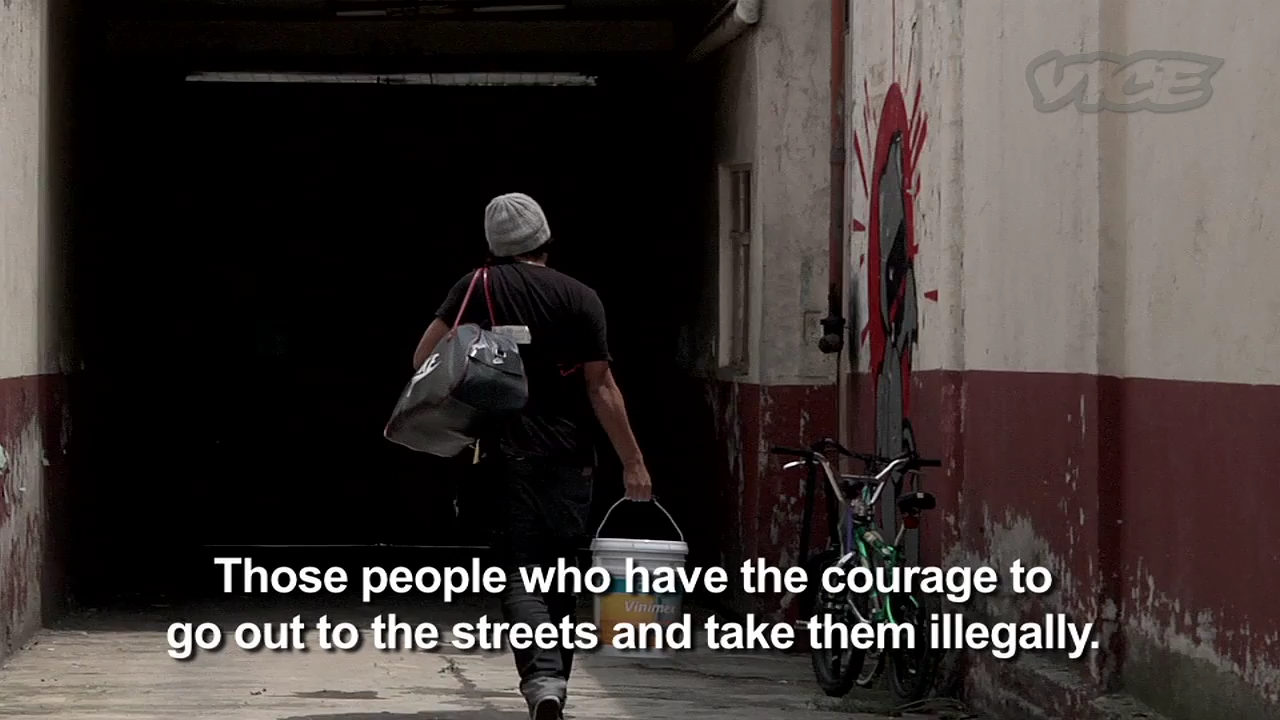 VICE
Vinimex
Those people who have the courage to
go out to the streets and take them illegally.